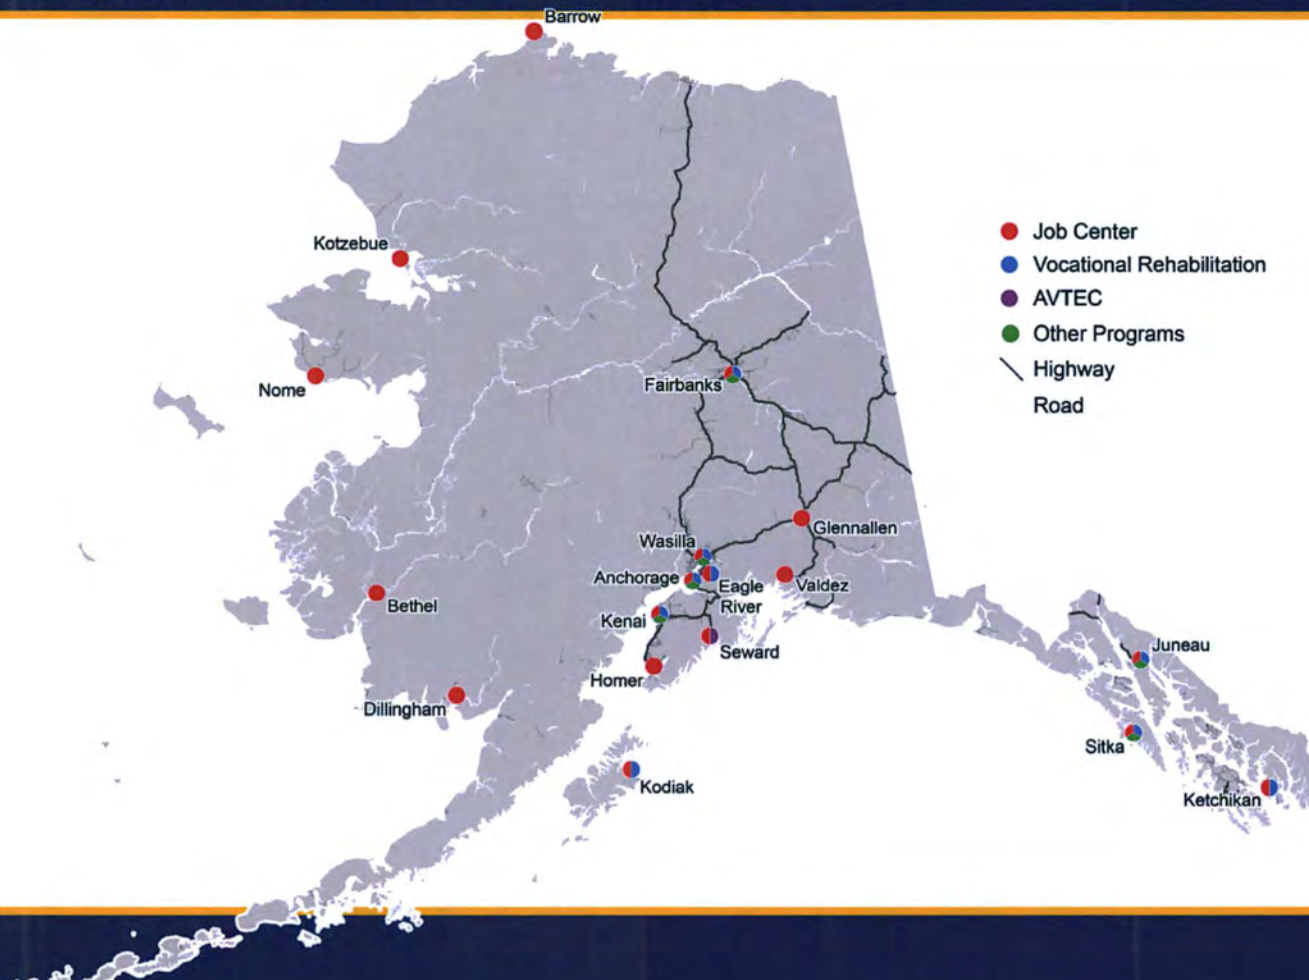 Barrow
Kotzebue
Nome
Fairbanks
Glennallen
Wasilla
Anchorage
Eagle
River
Valdez
Kenai
Seward
Homer
Bethel
Dillingham
Kodiak
Juneau
Sitka
Ketchikan
Job Center
Vocational Rehabilitation
AVTEC
Other Programs
Highway
Road